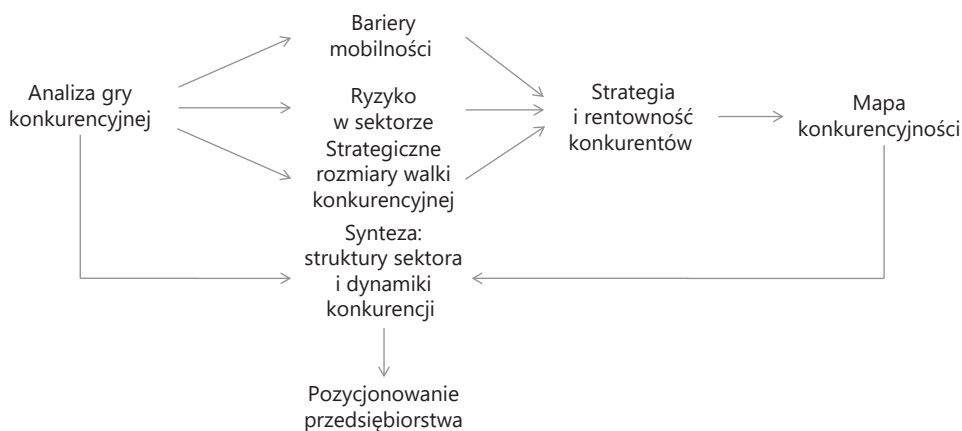 Bariery
mobilności
Analiza gry
konkurencyjnej
Ryzyko
w sektorze
Strategiczne
rozmiary walki
konkurencyjnej
Strategia
i rentowność
konkurentów
Mapa
konkurencyjności
Synteza:
struktury sektora
i dynamiki
konkurencji
Pozycjonowanie
przedsiębiorstwa